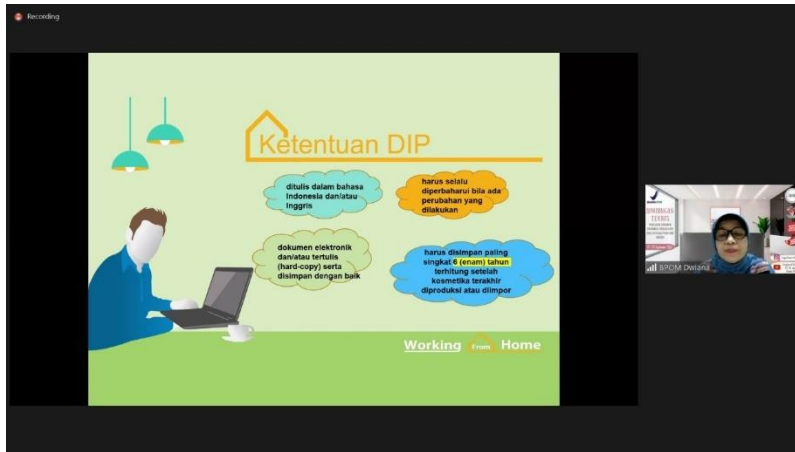 Recording
Ketentuan DIP
ditulis dalam bahasa
Indonesia dan/atau
Inggris
harus selalu
diperbaharui bila ada
perubahan yang
dilakukan
dokumen elektronik
dan/atau tertulis
(hard-copy) serta
disimpan dengan baik
harus disimpan paling
singkat 6 (enam) tahun
terhitung setelah
kosmetika terakhir
diproduksi atau diimpor
Working From Home
BPOM Dwiana